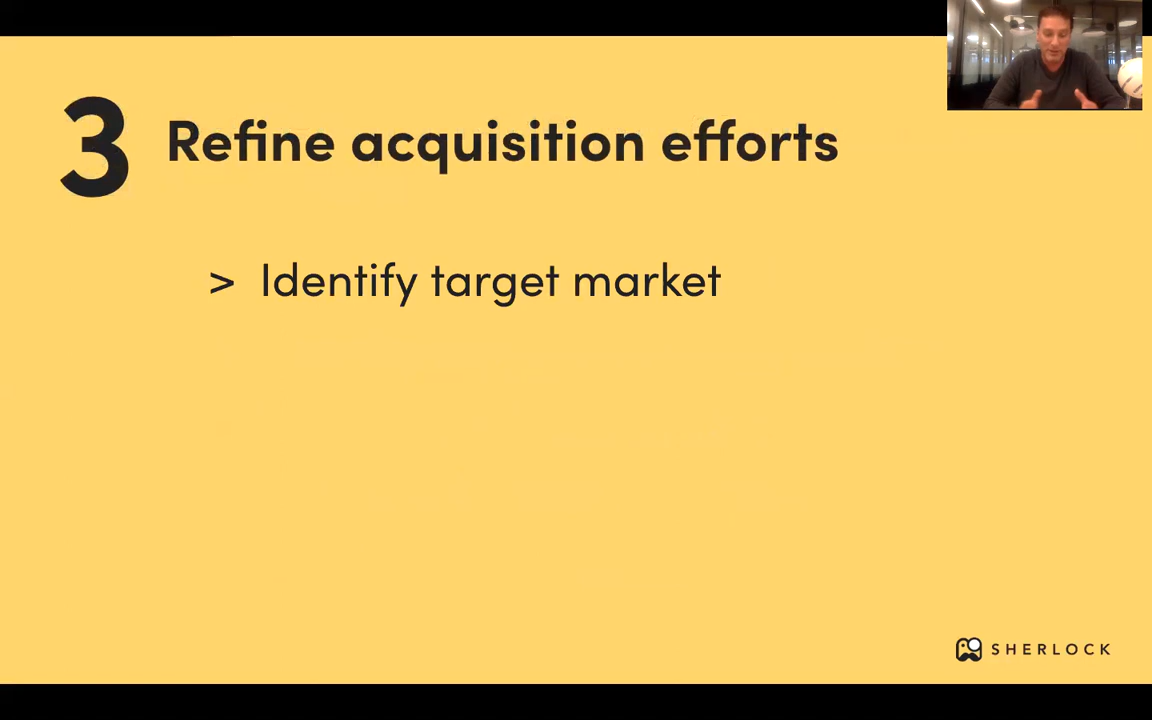 3 Refine acquisition efforts
> Identify target market
SHERLOCK